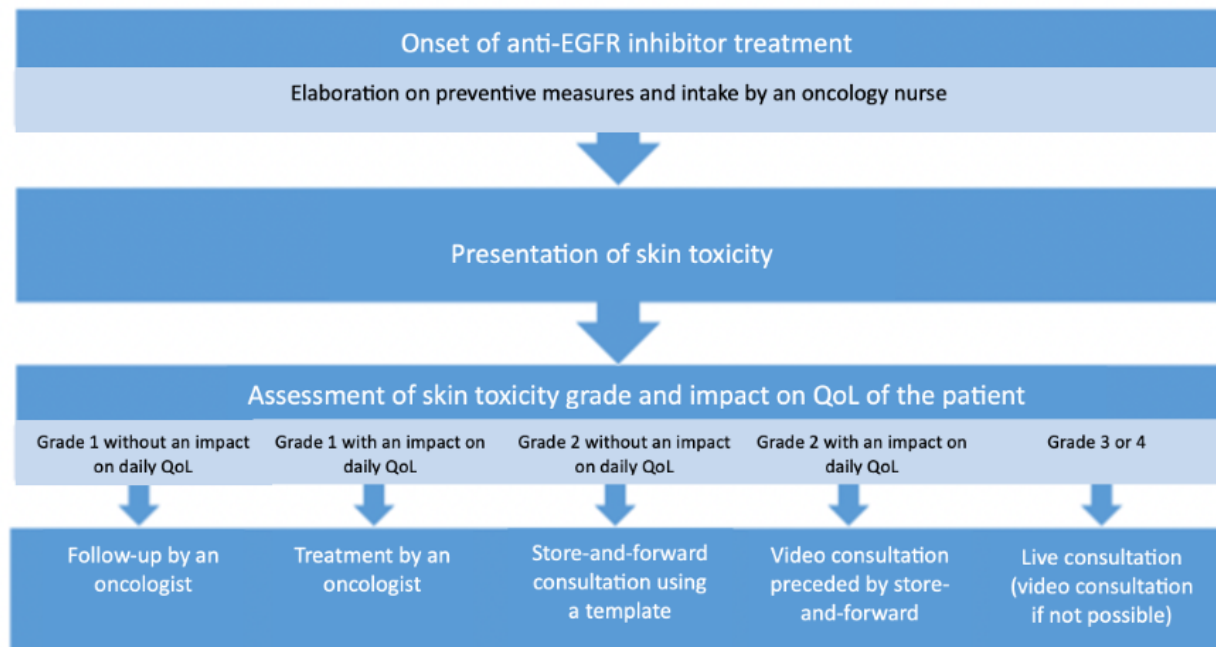 Onset of anti-EGFR inhibitor treatment
Elaboration on preventive measures and intake by an oncology nurse
Presentation of skin toxicity
Assessment of skin toxicity grade and impact on QoL of the patient
Grade 1 without an impact
on daily QoL
Grade 1 with an impact on
daily QoL
Grade 2 without an impact
on daily QoL
Grade 2 with an impact on
daily QoL
Grade 3 or 4
Follow-up by an
oncologist
Treatment by an
oncologist
Store-and-forward
consultation using
a template
Video consultation
preceded by store-
and-forward
Live consultation
(video consultation
if not possible)